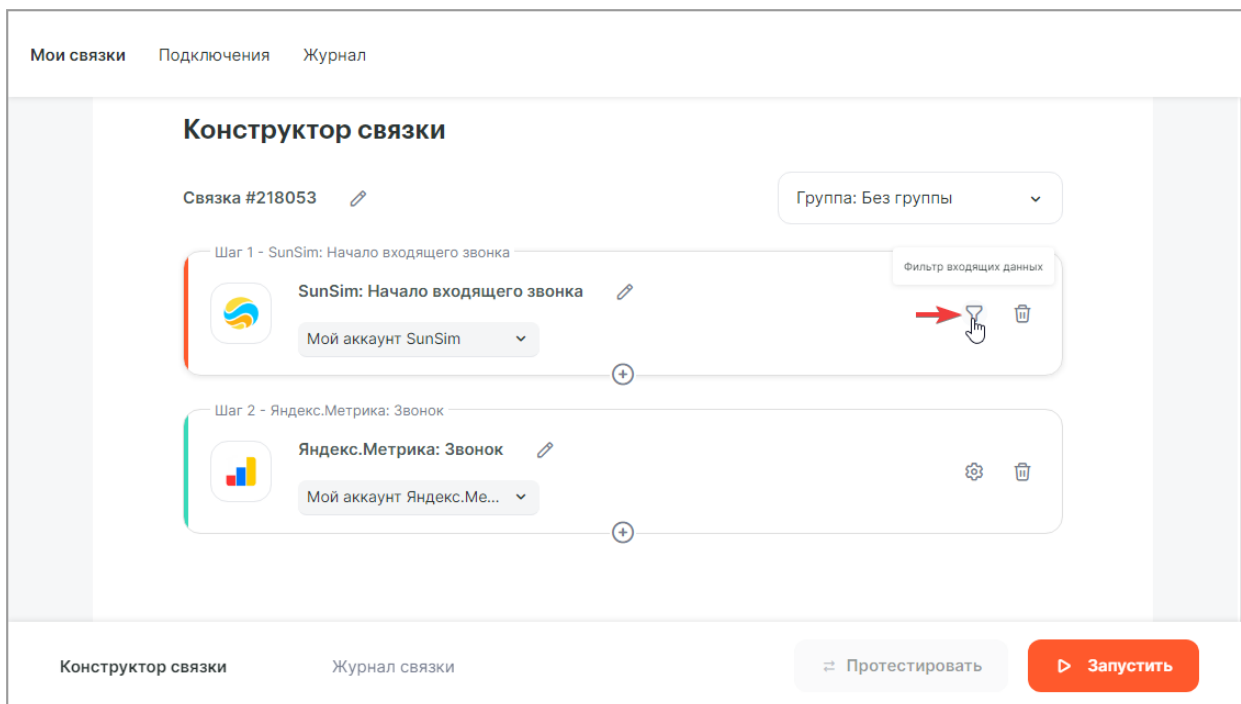 Мои связки Подключения Журнал
Конструктор связки
Связка #218053
Группа: Без группы
Шаг 1 - SunSim: Начало входящего звонка
Фильтр входящих данных
SunSim: Начало входящего звонка
Мой аккаунт SunSim
Шаг 2 - Яндекс.Метрика: Звонок
Яндекс.Метрика: Звонок
Мой аккаунт Яндекс.Ме...
Конструктор связки Журнал связки Протестировать Запустить